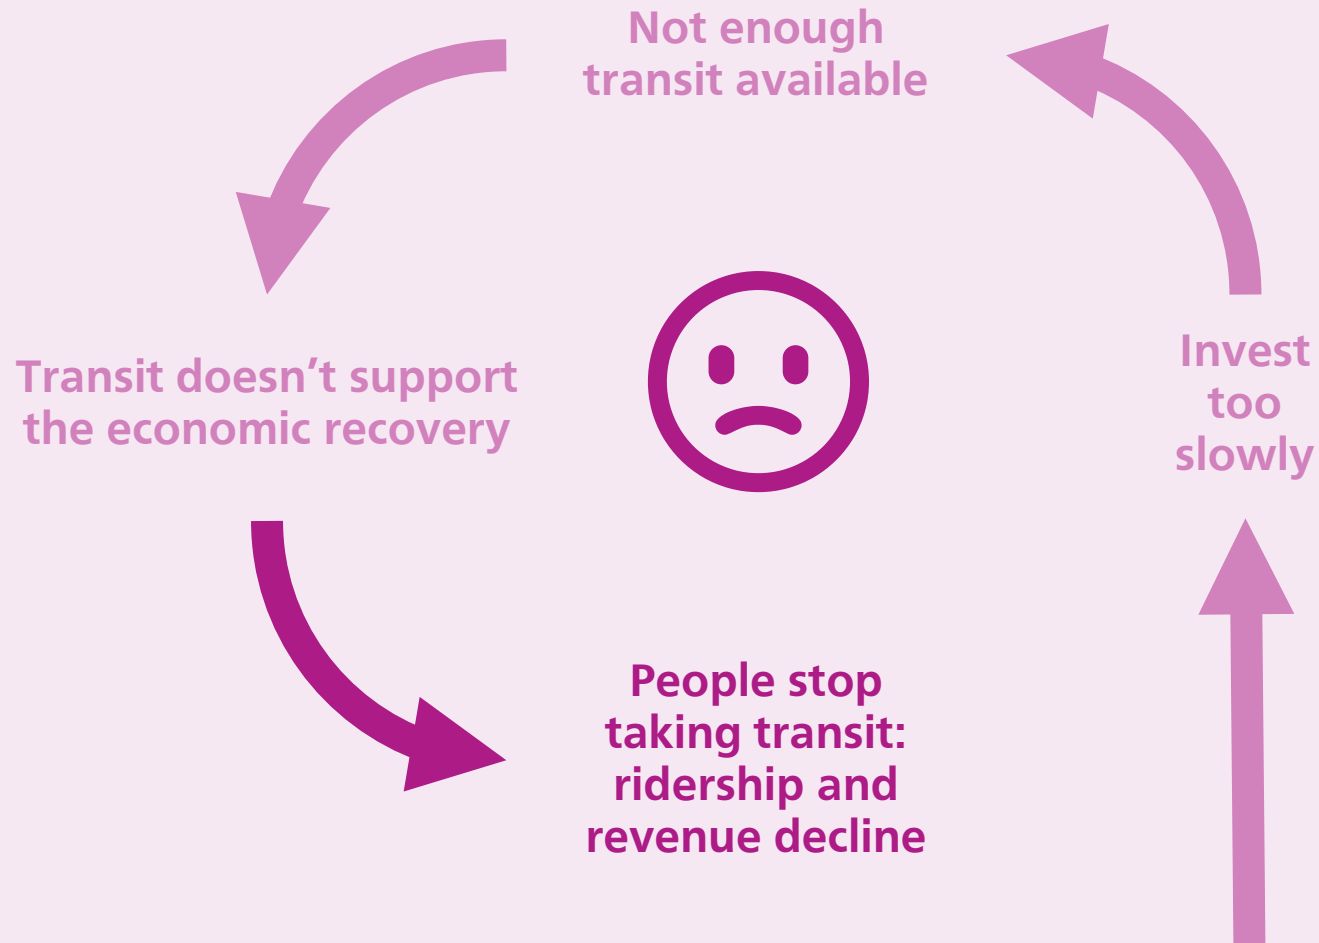 Not enough
transit available
Transit doesn’t support
the economic recovery
Invest
too
slowly
People stop
taking transit:
ridership and
revenue decline